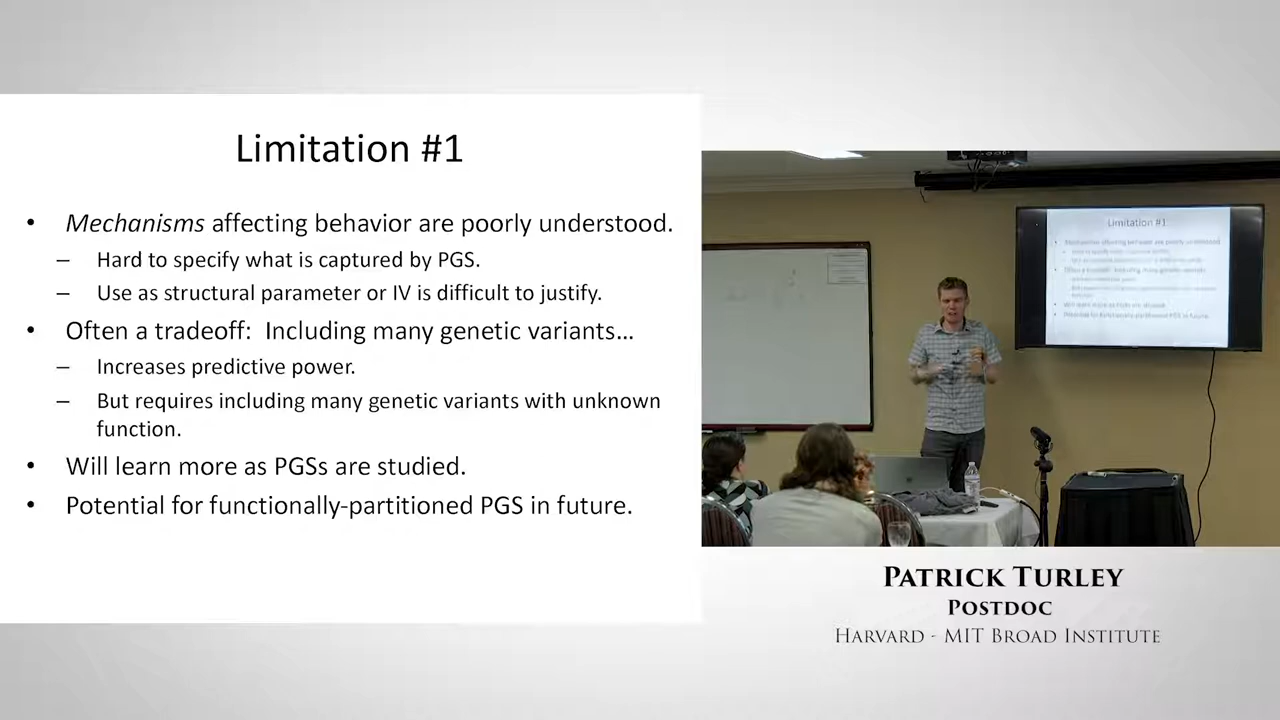 Limitation #1
• Mechanisms affecting behavior are poorly understood.
– Hard to specify what is captured by PGS.
– Use as structural parameter or IV is difficult to justify.
• Often a tradeoff: Including many genetic variants...
– Increases predictive power.
– But requires including many genetic variants with unknown
function.
• Will learn more as PGSs are studied.
• Potential for functionally-partitioned PGS in future.
Limitation #1
PATRICK TURLEY
POSTDOC
HARVARD - MIT BROAD INSTITUTE